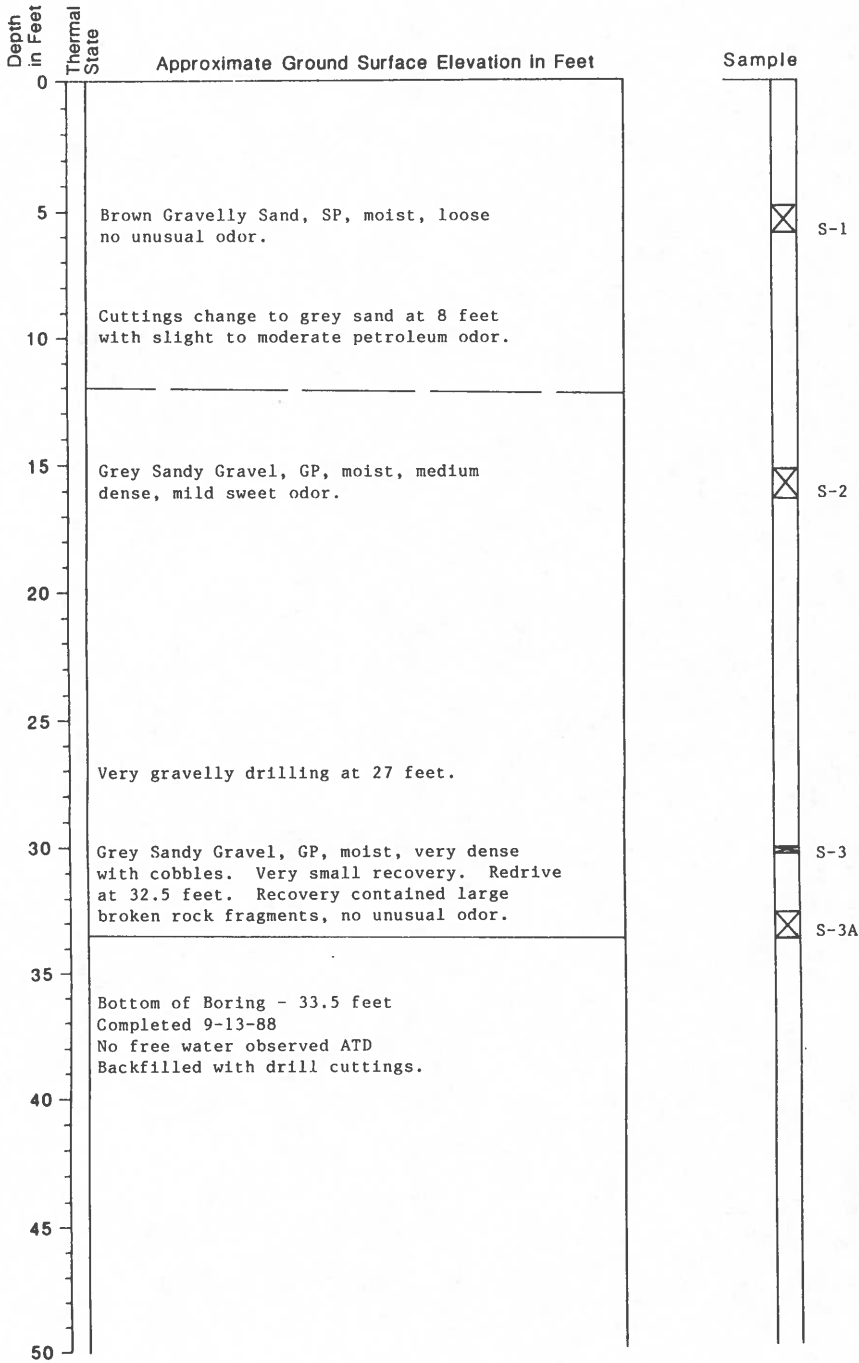 Depth
in Feet
Thermal
State
Approximate Ground Surface Elevation in Feet
Sample
0
5
Brown Gravelly Sand, SP, moist, loose
no unusual odor.
S-1
Cuttings change to grey sand at 8 feet
with slight to moderate petroleum odor.
10
15
Grey Sandy Gravel, GP, moist, medium
dense, mild sweet odor.
S-2
20
25
Very gravelly drilling at 27 feet.
30
Grey Sandy Gravel, GP, moist, very dense
with cobbles. Very small recovery. Redrive
at 32.5 feet. Recovery contained large
broken rock fragments, no unusual odor.
S-3
S-3A
35
Bottom of Boring - 33.5 feet
Completed 9-13-88
No free water observed ATD
Backfilled with drill cuttings.
40
45
50